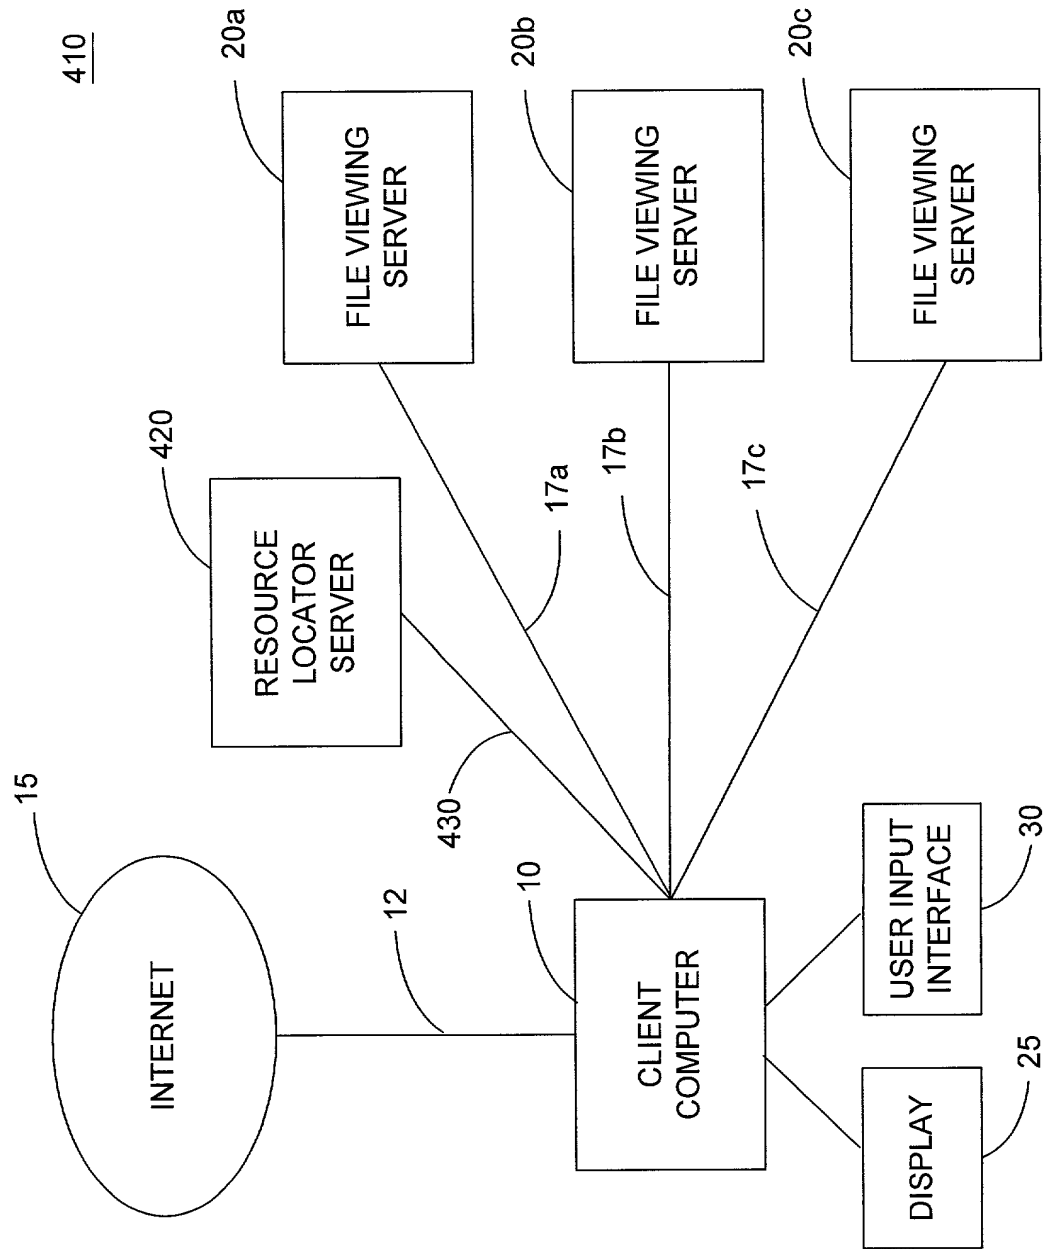 410
15
INTERNET
12
10
CLIENT
COMPUTER
DISPLAY
25
USER INPUT
INTERFACE
30
420
RESOURCE
LOCATOR
SERVER
430
17a
17b
17c
20a
FILE VIEWING
SERVER
20b
FILE VIEWING
SERVER
20c
FILE VIEWING
SERVER